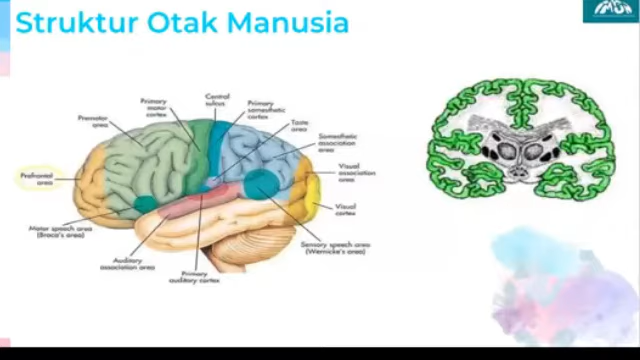 Struktur Otak Manusia
Central
sulcus
Primary
motor
cortex
Primary
somesthetic
cortex
Premotor
area
Taste
area
Somesthetic
association
area
Prefrontal
area
Visual
association
area
Visual
cortex
Motor speech area
(Broca's area)
Sensory speech area
(Wernicke's area)
Auditory
association area
Primary
auditory cortex